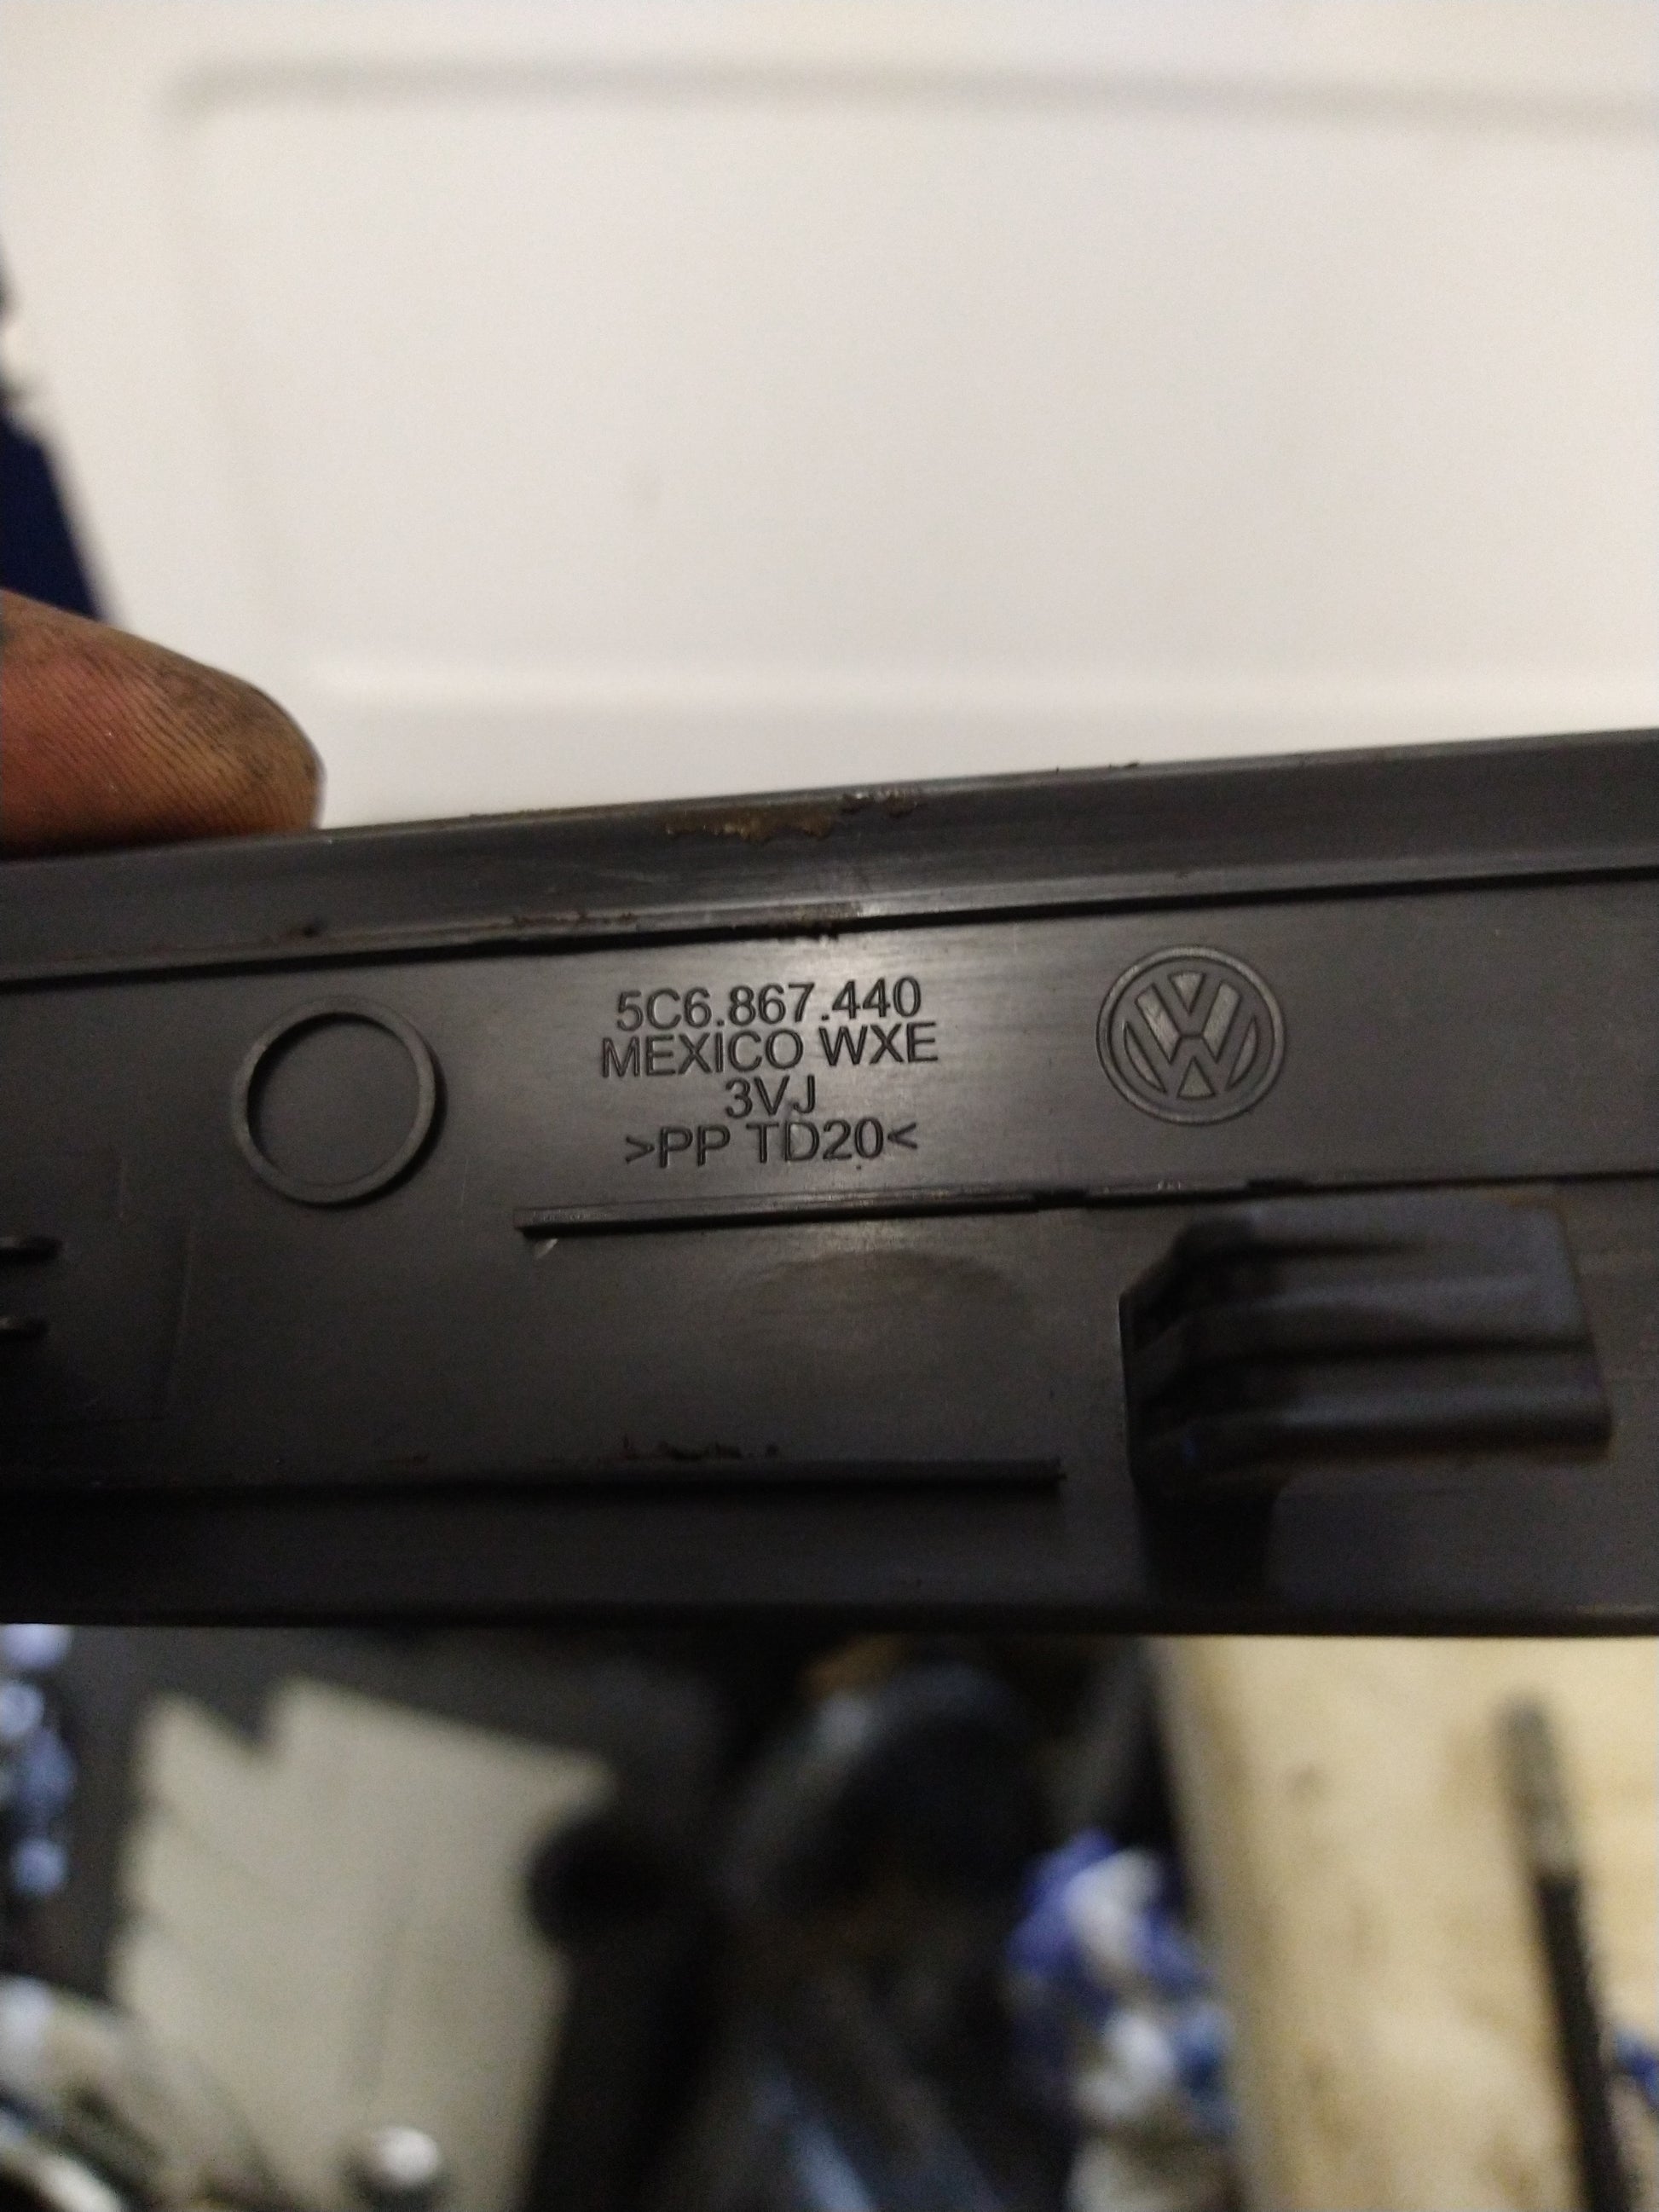 5C6.867.440
MEXICO WXE
3VJ
>PP TD20<